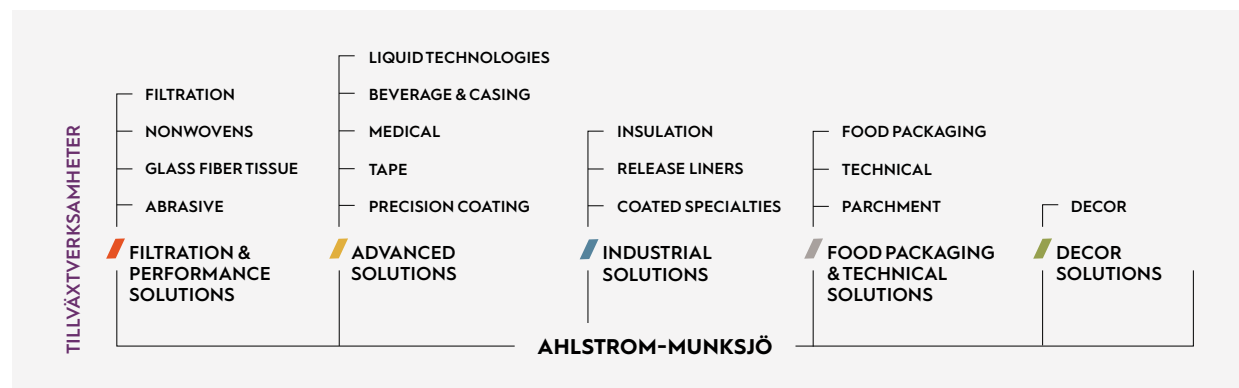 TILLVÄXTVERKSAMHETER
FILTRATION
NONWOVENS
GLASS FIBER TISSUE
ABRASIVE
FILTRATION &
PERFORMANCE
SOLUTIONS
LIQUID TECHNOLOGIES
BEVERAGE & CASING
MEDICAL
TAPE
PRECISION COATING
ADVANCED
SOLUTIONS
INSULATION
RELEASE LINERS
COATED SPECIALTIES
INDUSTRIAL
SOLUTIONS
FOOD PACKAGING
TECHNICAL
PARCHMENT
FOOD PACKAGING
& TECHNICAL
SOLUTIONS
DECOR
DECOR
SOLUTIONS
AHLSTROM-MUNKSJÖ